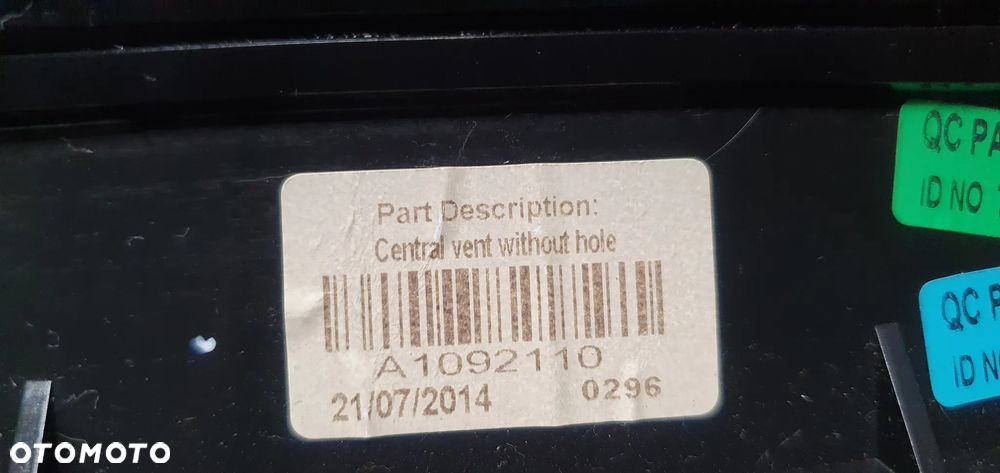 Part Description:
Central vent without hole
A1092110
21/07/2014 0296
QC PA
ID NO
QC P
ID N
OTOMOTO